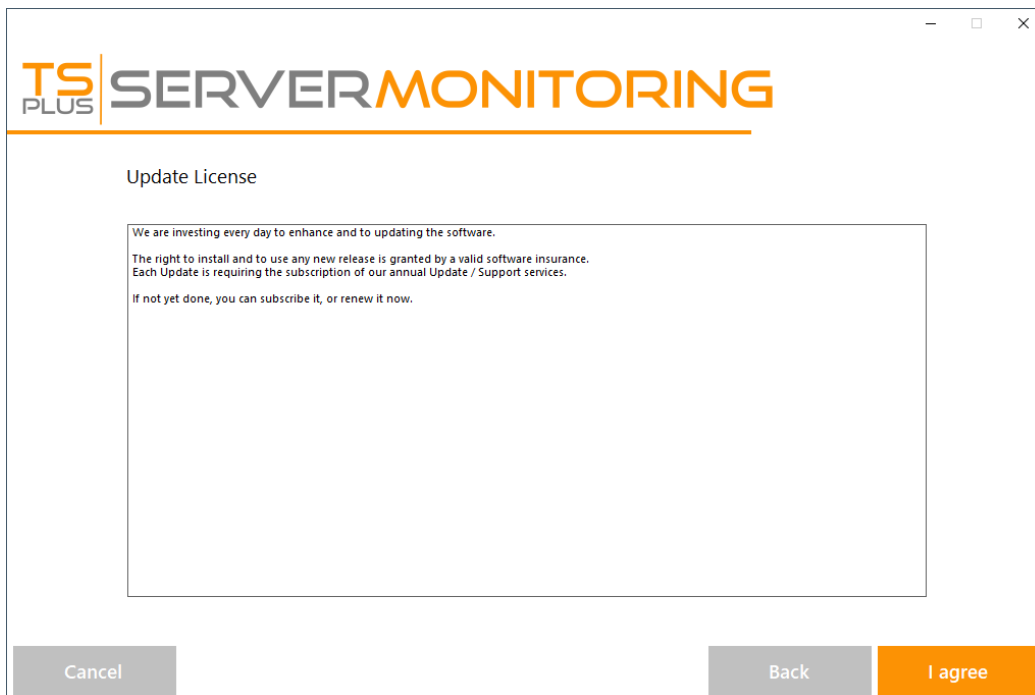 TS PLUS SERVERMONITORING
Update License
We are investing every day to enhance and to updating the software.
The right to install and to use any new release is granted by a valid software insurance.
Each Update is requiring the subscription of our annual Update / Support services.
If not yet done, you can subscribe it, or renew it now.
Cancel
Back
I agree